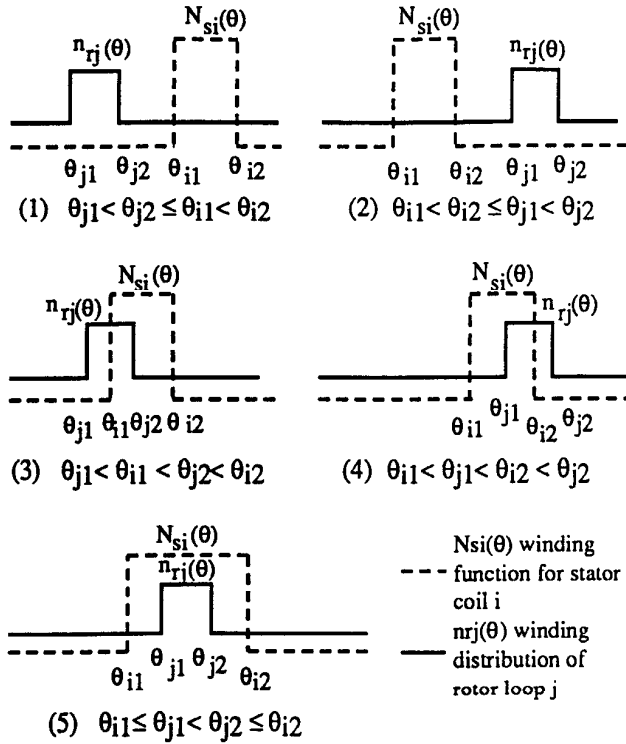 N_si(θ)
n_rj(θ)
θ_j1 θ_j2 θ_i1 θ_i2
(1) θ_j1 < θ_j2 ≤ θ_i1 < θ_i2
N_si(θ)
n_rj(θ)
θ_i1 θ_i2 θ_j1 θ_j2
(2) θ_i1 < θ_i2 ≤ θ_j1 < θ_j2
N_si(θ)
n_rj(θ)
θ_j1 θ_i1 θ_j2 θ_i2
(3) θ_j1 < θ_i1 < θ_j2 < θ_i2
N_si(θ)
n_rj(θ)
θ_i1 θ_j1 θ_i2 θ_j2
(4) θ_i1 < θ_j1 < θ_i2 < θ_j2
N_si(θ)
n_rj(θ)
θ_i1 θ_j1 θ_j2 θ_i2
(5) θ_i1 ≤ θ_j1 < θ_j2 ≤ θ_i2
Nsi(θ) winding
function for stator
coil i
nrj(θ) winding
distribution of
rotor loop j